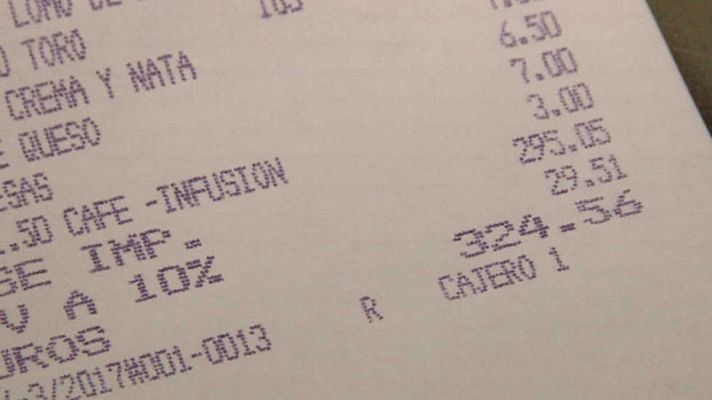 LOMO DE
O TORO
CREMA Y NATA
E QUESO 6.50
ESAS 7.00
.50 CAFE -INFUSION 3.00
SE IMP. 295.05
V A 10% 29.51
UROS 324.56
-3/2017#001-0013 R CAJERO 1